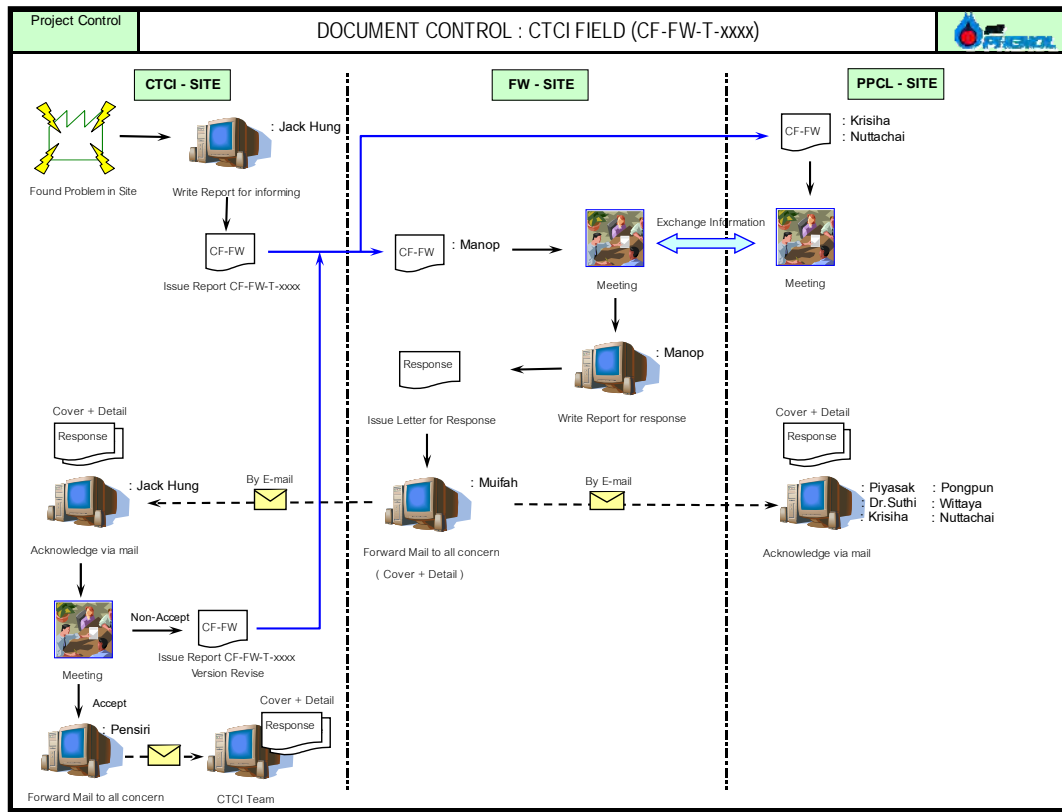 Project Control
DOCUMENT CONTROL : CTCI FIELD (CF-FW-T-xxxx)
PHENOL
CTCI - SITE
FW - SITE
PPCL - SITE
: Jack Hung
Found Problem in Site
Write Report for informing
CF-FW
Issue Report CF-FW-T-xxxx
CF-FW
: Manop
Meeting
Exchange Information
CF-FW
: Krisiha
: Nuttachai
Meeting
: Manop
Write Report for response
Response
Issue Letter for Response
Cover + Detail
Response
: Jack Hung
Acknowledge via mail
By E-mail
: Muifah
Forward Mail to all concern
( Cover + Detail )
By E-mail
Cover + Detail
Response
: Piyasak : Pongpun
: Dr.Suthi : Wittaya
: Krisiha : Nuttachai
Acknowledge via mail
Meeting
Non-Accept
CF-FW
Issue Report CF-FW-T-xxxx
Version Revise
Accept
: Pensiri
Forward Mail to all concern
Cover + Detail
Response
CTCI Team